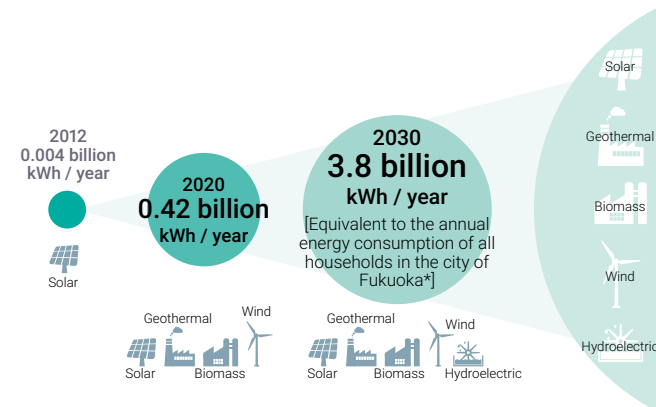 2012
0.004 billion
kWh / year
Solar
2020
0.42 billion
kWh / year
Geothermal
Wind
Solar
Biomass
2030
3.8 billion
kWh / year
[Equivalent to the annual
energy consumption of all
households in the city of
Fukuoka*]
Geothermal
Wind
Solar
Biomass
Hydroelectric
Solar
Geothermal
Biomass
Wind
Hydroelectric